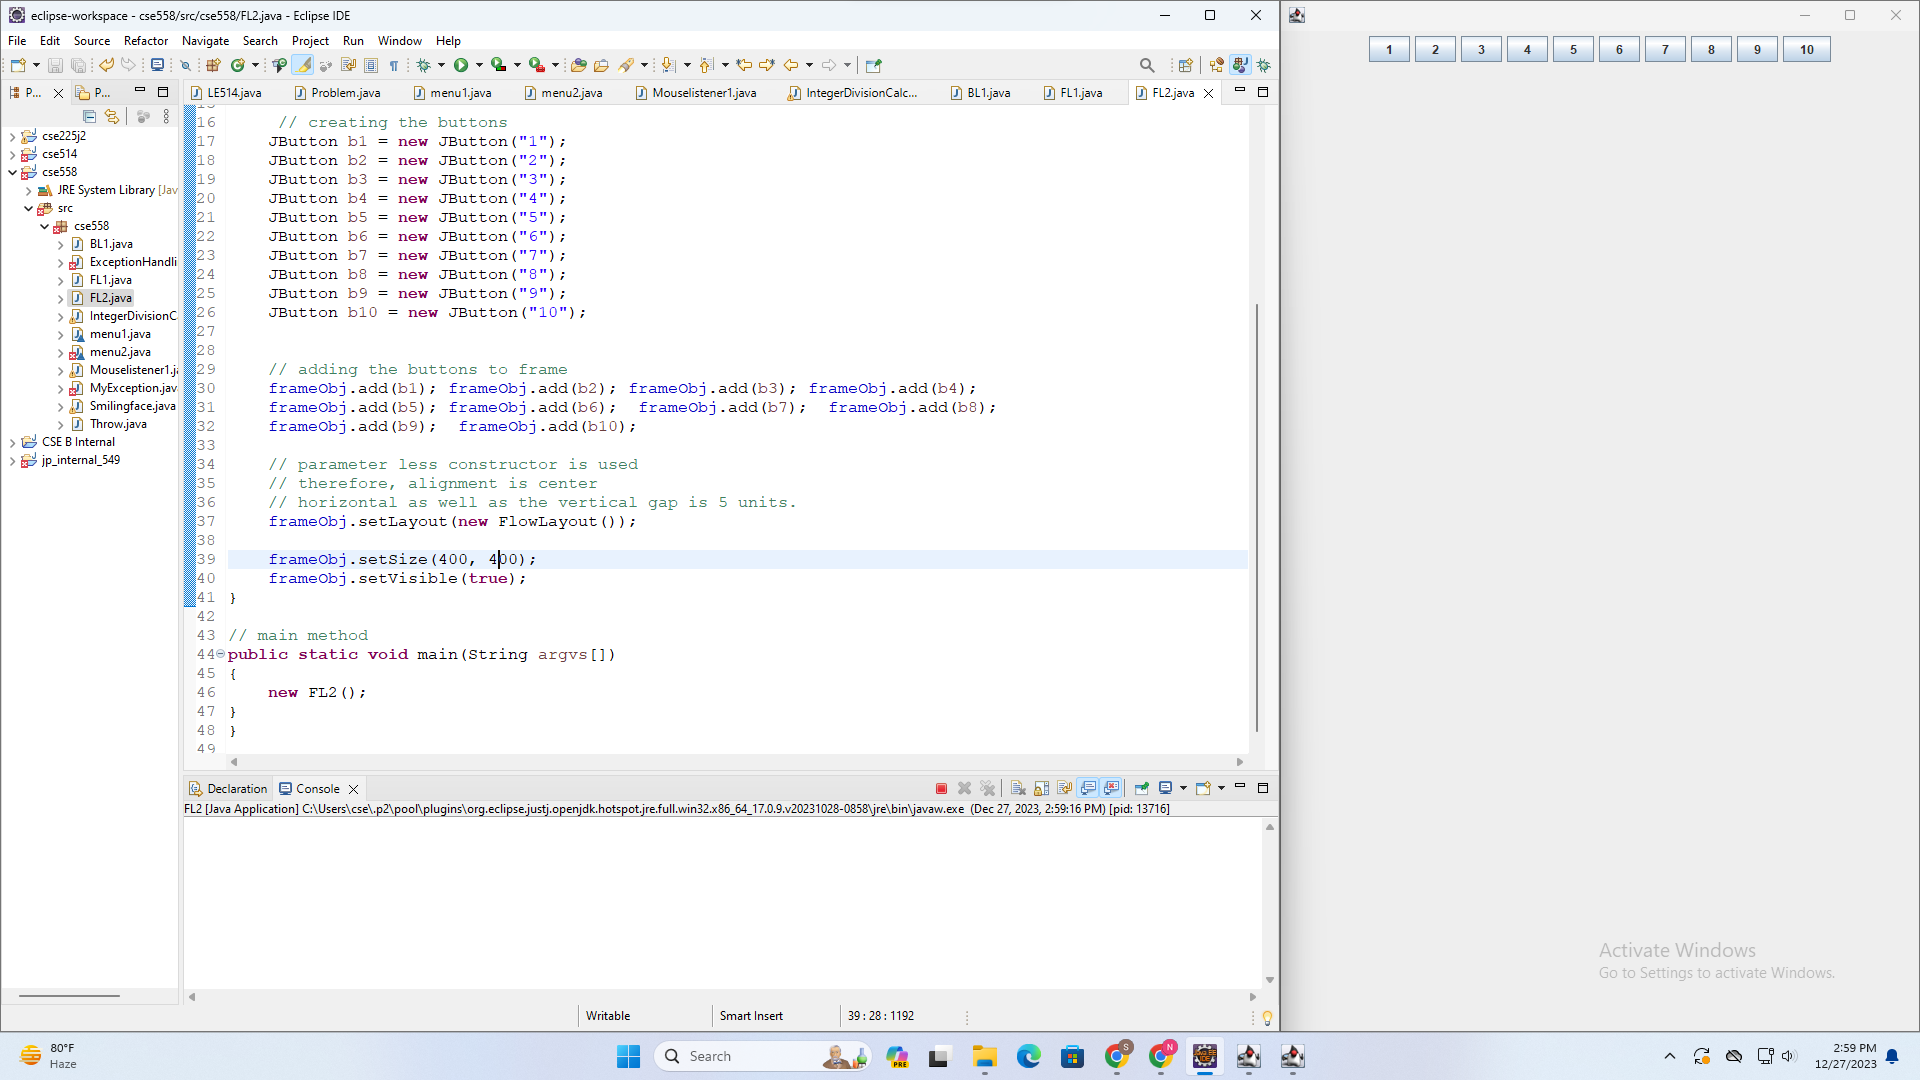 eclipse-workspace - cse558/src/cse558/FL2.java - Eclipse IDE
File Edit Source Refactor Navigate Search Project Run Window Help
P... P...
LE514.java Problem.java menu1.java menu2.java Mouselistener1.java IntegerDivisionCalc... BL1.java FL1.java FL2.java
cse225j2
cse514
cse558
JRE System Library [Jav
src
cse558
BL1.java
ExceptionHandli
FL1.java
FL2.java
IntegerDivisionC
menu1.java
menu2.java
Mouselistener1.ja
MyException.jav
Smilingface.java
Throw.java
CSE B Internal
jp_internal_549
16 // creating the buttons
17 JButton b1 = new JButton("1");
18 JButton b2 = new JButton("2");
19 JButton b3 = new JButton("3");
20 JButton b4 = new JButton("4");
21 JButton b5 = new JButton("5");
22 JButton b6 = new JButton("6");
23 JButton b7 = new JButton("7");
24 JButton b8 = new JButton("8");
25 JButton b9 = new JButton("9");
26 JButton b10 = new JButton("10");
27
28
29 // adding the buttons to frame
30 frameObj.add(b1); frameObj.add(b2); frameObj.add(b3); frameObj.add(b4);
31 frameObj.add(b5); frameObj.add(b6);  frameObj.add(b7);  frameObj.add(b8);
32 frameObj.add(b9);  frameObj.add(b10);
33
34 // parameter less constructor is used
35 // therefore, alignment is center
36 // horizontal as well as the vertical gap is 5 units.
37 frameObj.setLayout(new FlowLayout());
38
39 frameObj.setSize(400, 400);
40 frameObj.setVisible(true);
41 }
42
43 // main method
44 public static void main(String argvs[])
45 {
46 new FL2();
47 }
48 }
49
Declaration Console
FL2 [Java Application] C:\Users\cse\.p2\pool\plugins\org.eclipse.justj.openjdk.hotspot.jre.full.win32.x86_64_17.0.9.v20231028-0858\jre\bin\javaw.exe (Dec 27, 2023, 2:59:16 PM) [pid: 13716]
Writable Smart Insert 39 : 28 : 1192
1 2 3 4 5 6 7 8 9 10
Activate Windows
Go to Settings to activate Windows.
80°F
Haze
Search
PRE
S
N
JAVA EE
IDE
2:59 PM
12/27/2023